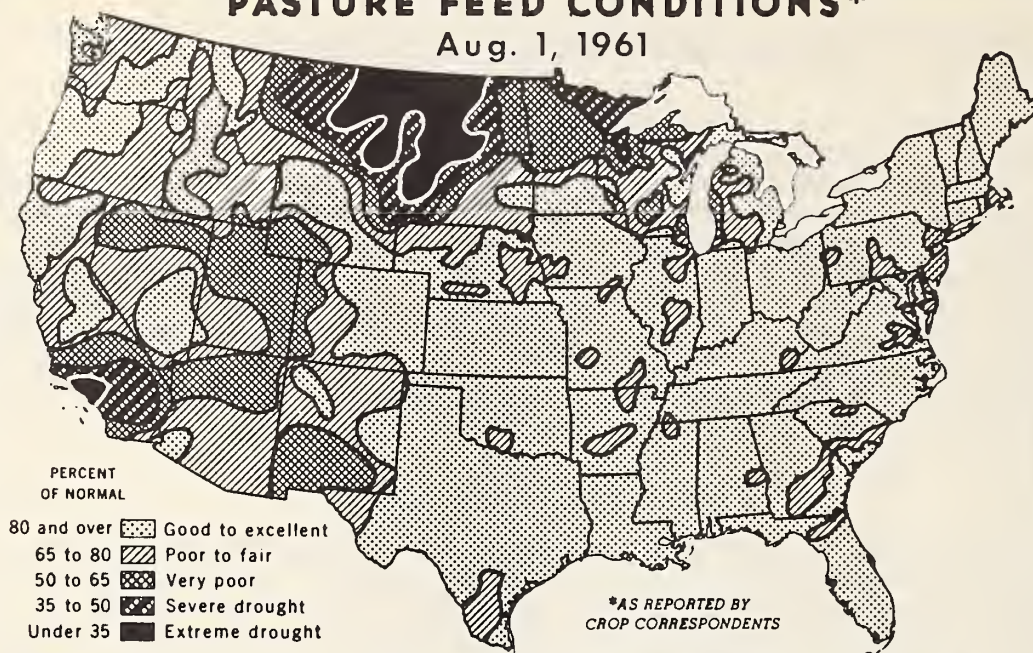 PASTURE FEED CONDITIONS*
Aug. 1, 1961
PERCENT
OF NORMAL
80 and over Good to excellent
65 to 80 Poor to fair
50 to 65 Very poor
35 to 50 Severe drought
Under 35 Extreme drought
*AS REPORTED BY
CROP CORRESPONDENTS